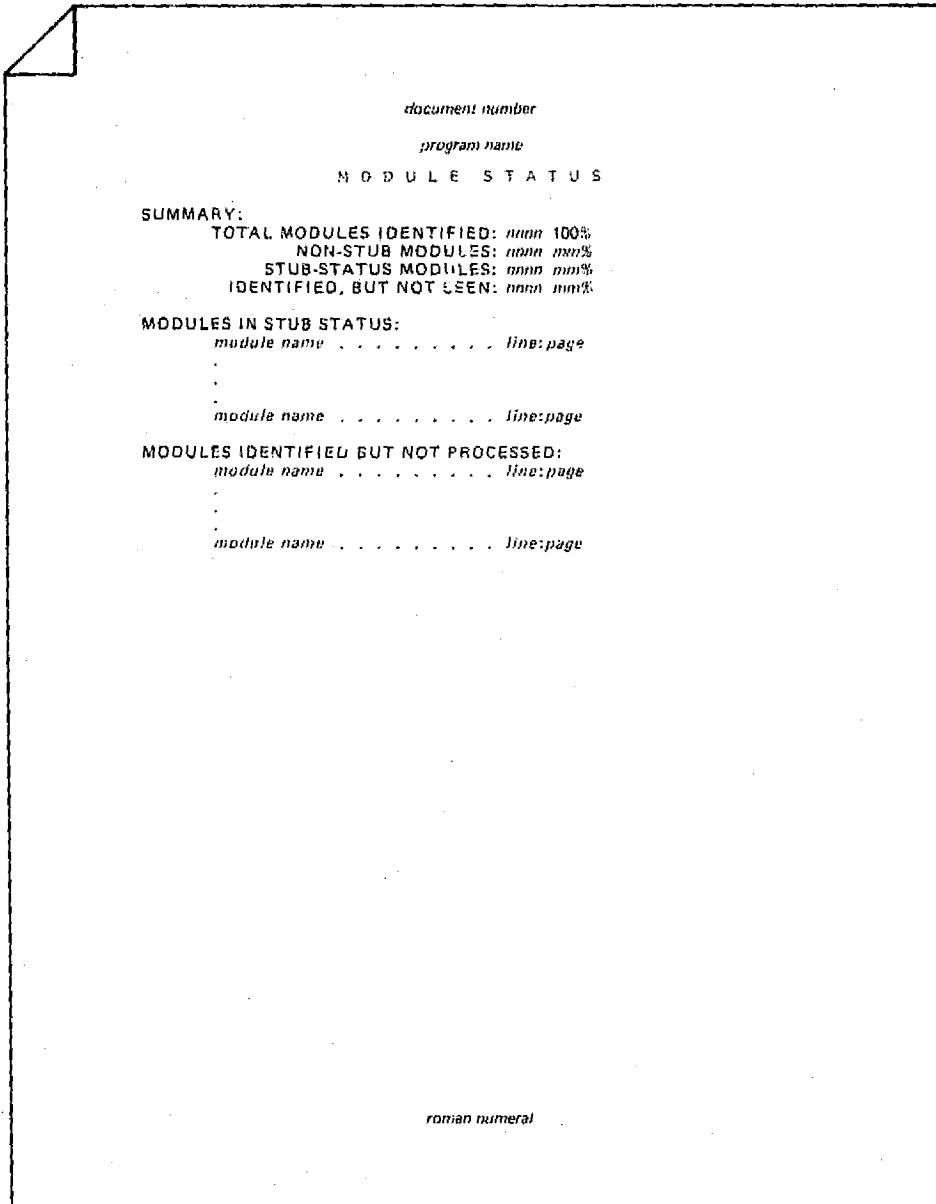 document number
program name
M O D U L E S T A T U S
SUMMARY:
TOTAL MODULES IDENTIFIED: nnnn 100%
NON-STUB MODULES: nnnn mm%
STUB-STATUS MODULES: nnnn mm%
IDENTIFIED, BUT NOT SEEN: nnnn mm%
MODULES IN STUB STATUS:
module name . . . . . . . . . line:page
.
.
.
module name . . . . . . . . . line:page
MODULES IDENTIFIED BUT NOT PROCESSED:
module name . . . . . . . . . line:page
.
.
.
module name . . . . . . . . . line:page
roman numeral